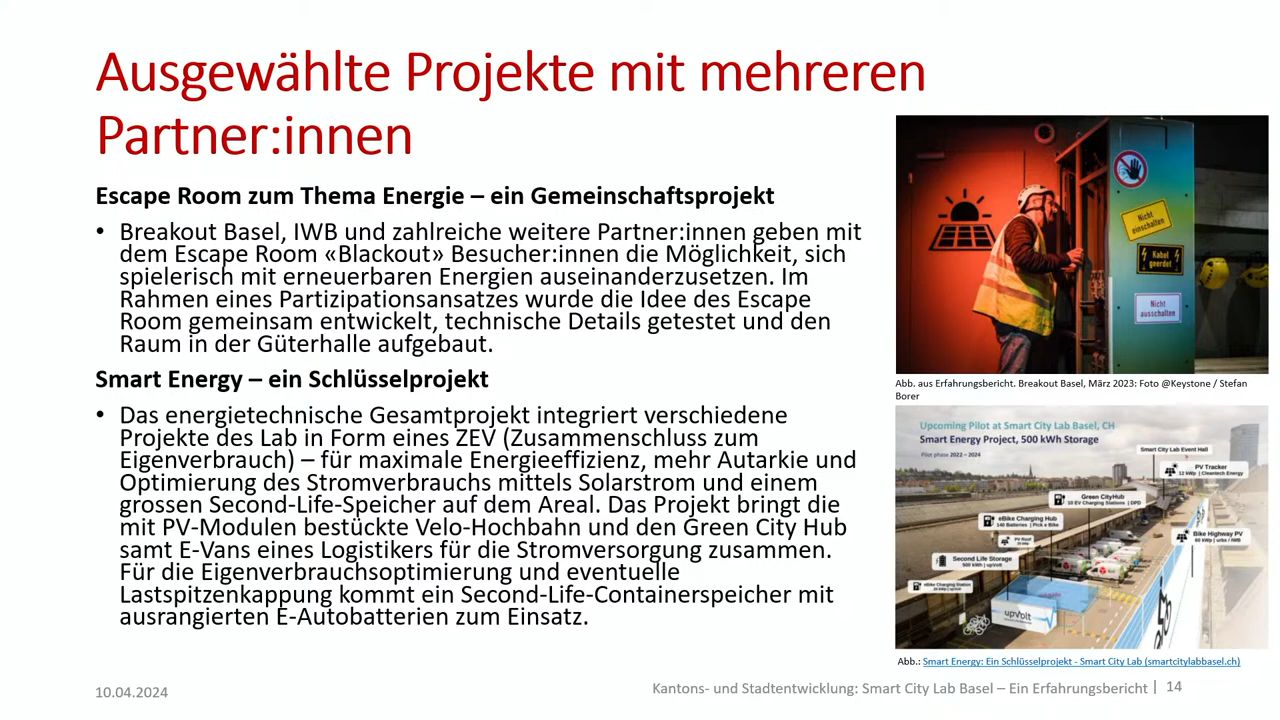 Ausgewählte Projekte mit mehreren
Partner:innen
Escape Room zum Thema Energie – ein Gemeinschaftsprojekt
• Breakout Basel, IWB und zahlreiche weitere Partner:innen geben mit
dem Escape Room «Blackout» Besucher:innen die Möglichkeit, sich
spielerisch mit erneuerbaren Energien auseinanderzusetzen. Im
Rahmen eines Partizipationsansatzes wurde die Idee des Escape
Room gemeinsam entwickelt, technische Details getestet und den
Raum in der Güterhalle aufgebaut.
Smart Energy – ein Schlüsselprojekt
• Das energietechnische Gesamtprojekt integriert verschiedene
Projekte des Lab in Form eines ZEV (Zusammenschluss zum
Eigenverbrauch) – für maximale Energieeffizienz, mehr Autarkie und
Optimierung des Stromverbrauchs mittels Solarstrom und einem
grossen Second-Life-Speicher auf dem Areal. Das Projekt bringt die
mit PV-Modulen bestückte Velo-Hochbahn und den Green City Hub
samt E-Vans eines Logistikers für die Stromversorgung zusammen.
Für die Eigenverbrauchsoptimierung und eventuelle
Lastspitzenkappung kommt ein Second-Life-Containerspeicher mit
ausrangierten E-Autobatterien zum Einsatz.
Nicht
einschalten
Kabel
geerdet
Nicht
ausschalten
Abb. aus Erfahrungsbericht. Breakout Basel, März 2023: Foto @Keystone / Stefan
Borer
Upcoming Pilot at Smart City Lab Basel, CH
Smart Energy Project, 500 kWh Storage
Pilot phase 2022 – 2024
Smart City Lab Event Hall
PV Tracker
12 kWp | Cleantech Energy
Green CityHub
10 EV Charging Stations | DPD
eBike Charging Hub
140 Batteries | Pick e Bike
PV Roof
Bike Highway PV
60 kWp | urbx / IWB
Second Life Storage
500 kWh | upVolt
eBike Charging Station
upVolt
Abb.: Smart Energy: Ein Schlüsselprojekt - Smart City Lab (smartcitylabbasel.ch)
10.04.2024
Kantons- und Stadtentwicklung: Smart City Lab Basel – Ein Erfahrungsbericht | 14